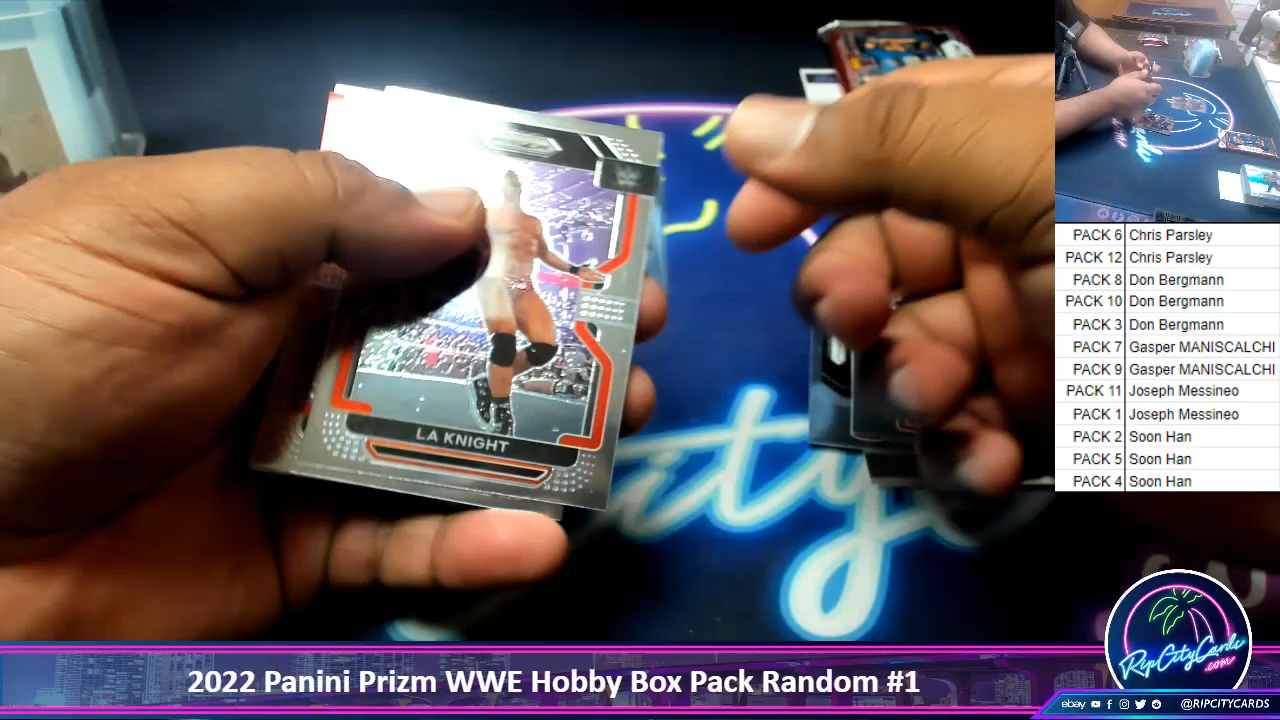 LA KNIGHT
ity
PACK 6 Chris Parsley
PACK 12 Chris Parsley
PACK 8 Don Bergmann
PACK 10 Don Bergmann
PACK 3 Don Bergmann
PACK 7 Gasper MANISCALCHI
PACK 9 Gasper MANISCALCHI
PACK 11 Joseph Messineo
PACK 1 Joseph Messineo
PACK 2 Soon Han
PACK 5 Soon Han
PACK 4 Soon Han
RipCityCards
.com
2022 Panini Prizm WWE Hobby Box Pack Random #1
ebay
@RIPCITYCARDS